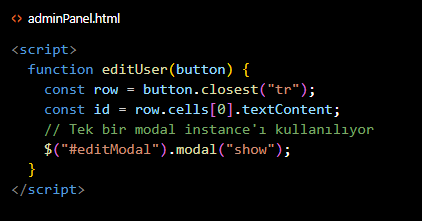 <> adminPanel.html
<script>
  function editUser(button) {
    const row = button.closest("tr");
    const id = row.cells[0].textContent;
    // Tek bir modal instance'ı kullanılıyor
    $("#editModal").modal("show");
  }
</script>